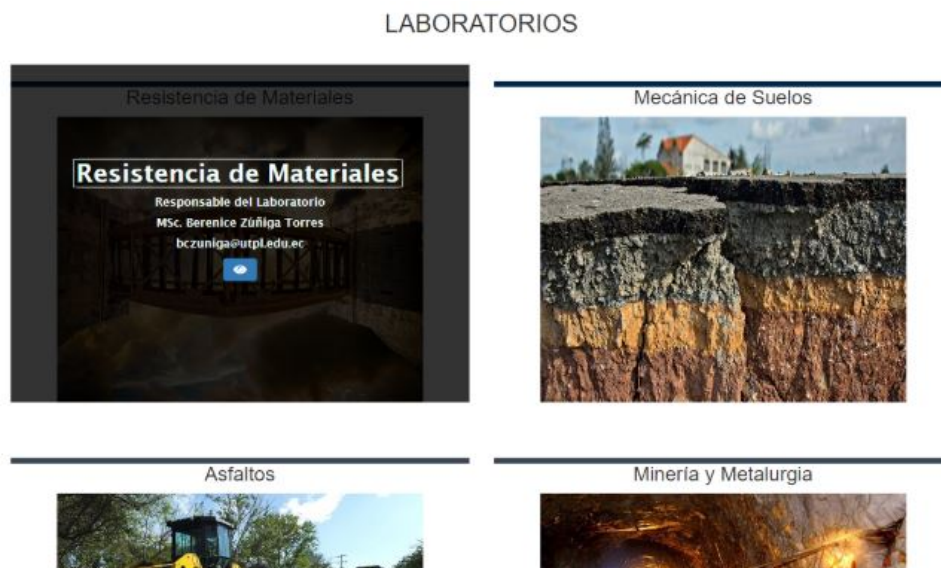 LABORATORIOS
Resistencia de Materiales
Resistencia de Materiales
Responsable del Laboratorio
MSc. Berenice Zúñiga Torres
bczuniga@utpl.edu.ec
Mecánica de Suelos
Asfaltos
Minería y Metalurgia